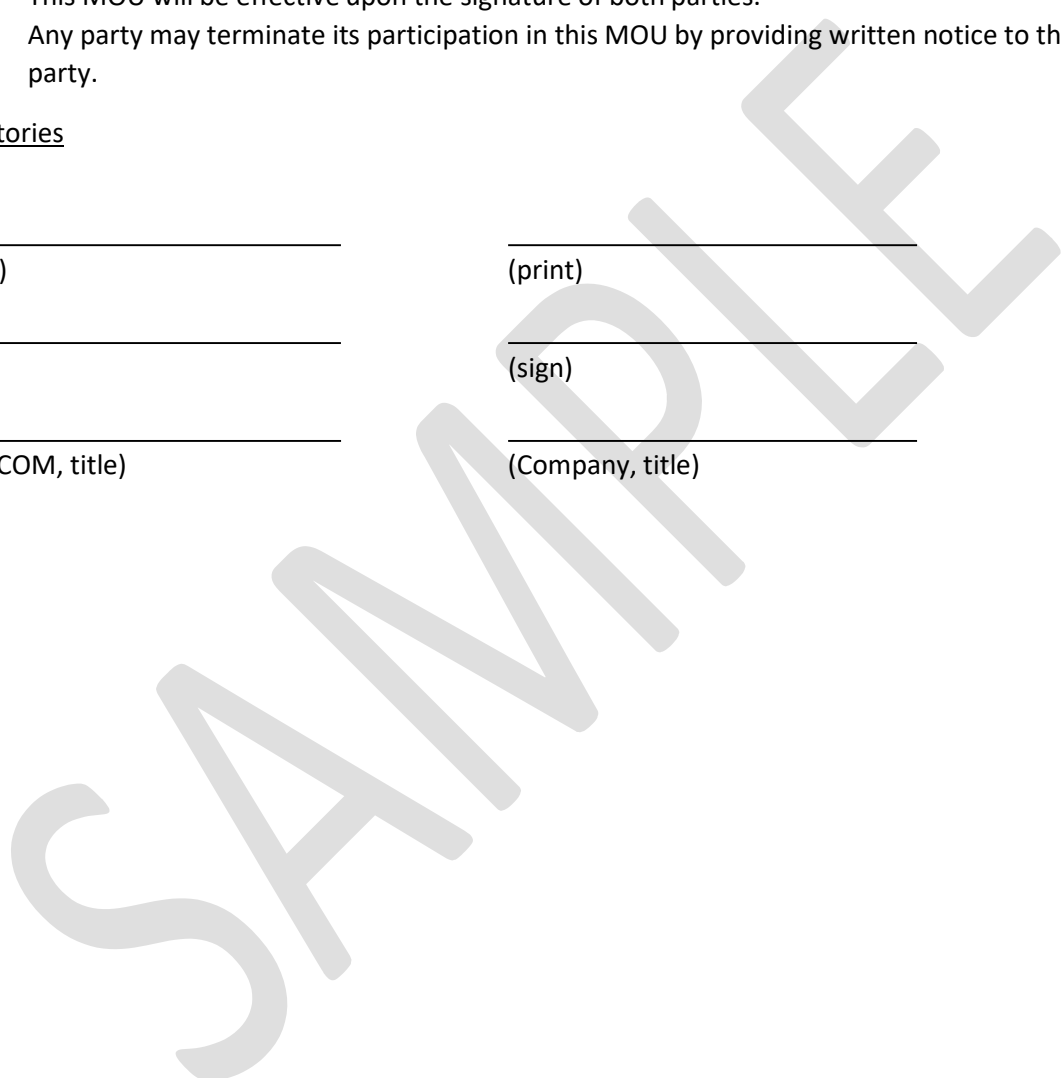 This MOU will be effective upon the signature of both parties.
Any party may terminate its participation in this MOU by providing written notice to th
party.
tories
) (print)
(sign)
COM, title) (Company, title)
SAMPLE